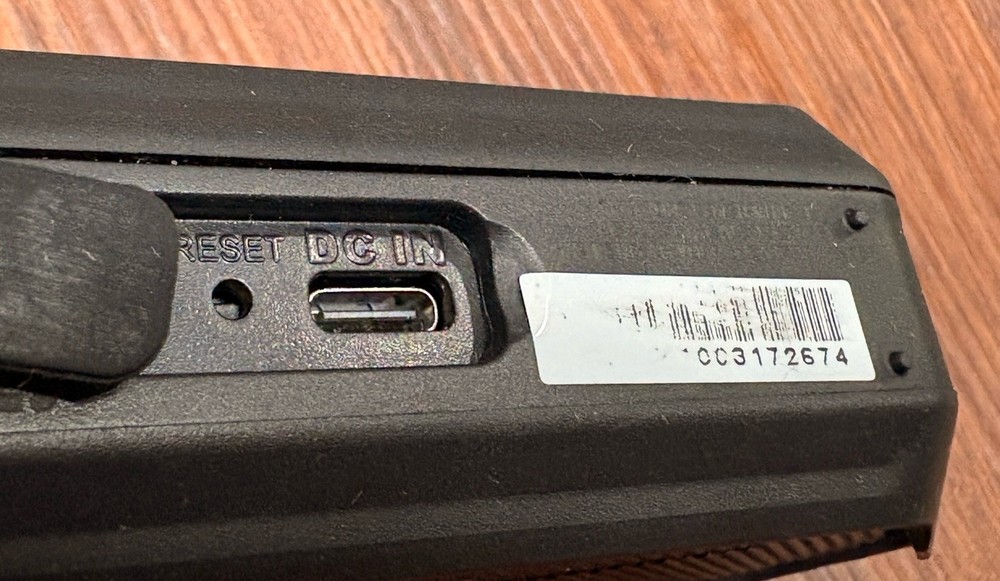 RESET DC IN
CC3172674